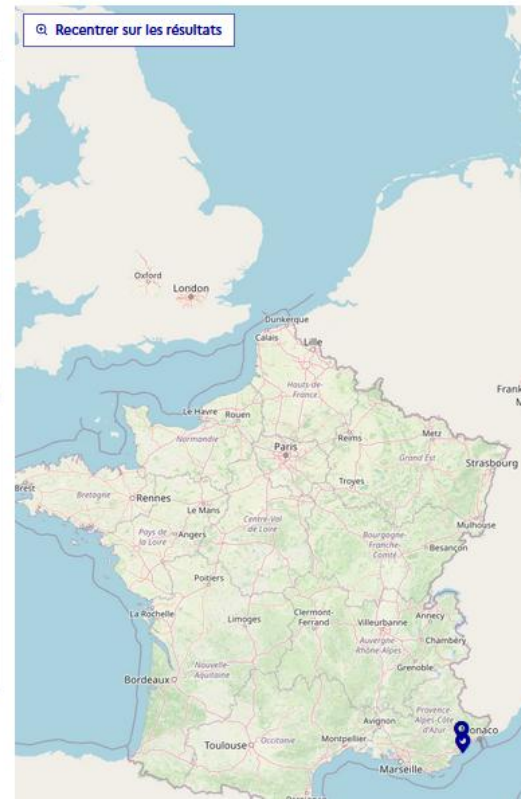 Recentrer sur les résultats
Oxford
London
Dunkerque
Calais
Lille
Hauts-de-
France
Frank
M
Le Havre
Rouen
Normandie
Reims
Metz
Paris
Grand Est
Strasbourg
Brest
Bretagne
Rennes
Troyes
Le Mans
Mulhouse
Pays de
la Loire
Angers
Centre-Val
de Loire
Bourgogne-
Franche-
Comté
Besançon
Poitiers
La Rochelle
Limoges
Clermont-
Ferrand
Villeurbanne
Annecy
Auvergne-
Rhône-Alpes
Chambéry
Grenoble
Nouvelle-
Aquitaine
Bordeaux
Provence-
Alpes-Côte
d'Azur
Avignon
onaco
Toulouse
Occitanie
Montpellier
Marseille